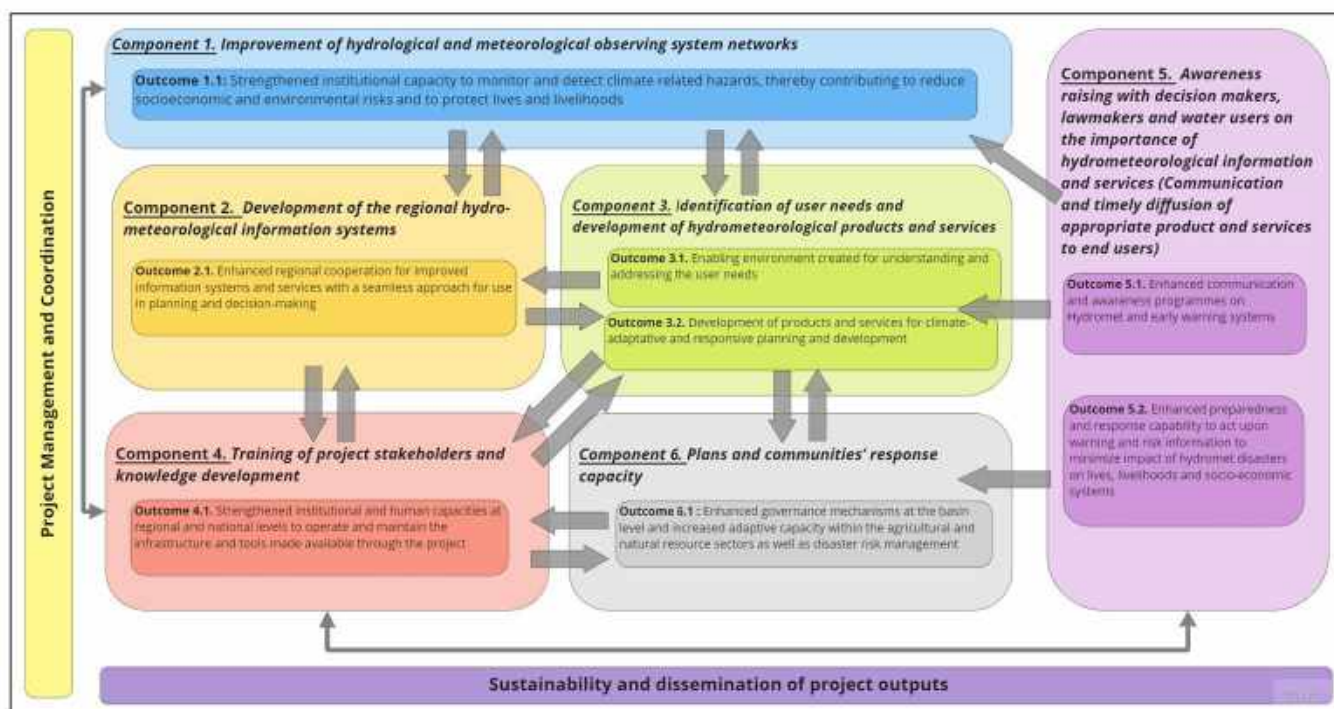 Project Management and Coordination
Component 1. Improvement of hydrological and meteorological observing system networks
Outcome 1.1: Strengthened institutional capacity to monitor and detect climate related hazards, thereby contributing to reduce
socioeconomic and environmental risks and to protect lives and livelihoods
Component 2. Development of the regional hydro-
meteorological information systems
Outcome 2.1. Enhanced regional cooperation for improved
information systems and services with a seamless approach for use
in planning and decision-making
Component 3. Identification of user needs and
development of hydrometeorological products and services
Outcome 3.1. Enabling environment created for understanding and
addressing the user needs
Outcome 3.2. Development of products and services for climate-
adaptative and responsive planning and development
Component 4. Training of project stakeholders and
knowledge development
Outcome 4.1. Strengthened institutional and human capacities at
regional and national levels to operate and maintain the
infrastructure and tools made available through the project
Component 6. Plans and communities' response
capacity
Outcome 6.1 : Enhanced governance mechanisms at the basin
level and increased adaptive capacity within the agricultural and
natural resource sectors as well as disaster risk management
Component 5. Awareness
raising with decision makers,
lawmakers and water users on
the importance of
hydrometeorological information
and services (Communication
and timely diffusion of
appropriate product and services
to end users)
Outcome 5.1. Enhanced communication
and awareness programmes on
Hydromet and early warning systems
Outcome 5.2. Enhanced preparedness
and response capability to act upon
warning and risk information to
minimize impact of hydromet disasters
on lives, livelihoods and socio-economic
systems
Sustainability and dissemination of project outputs